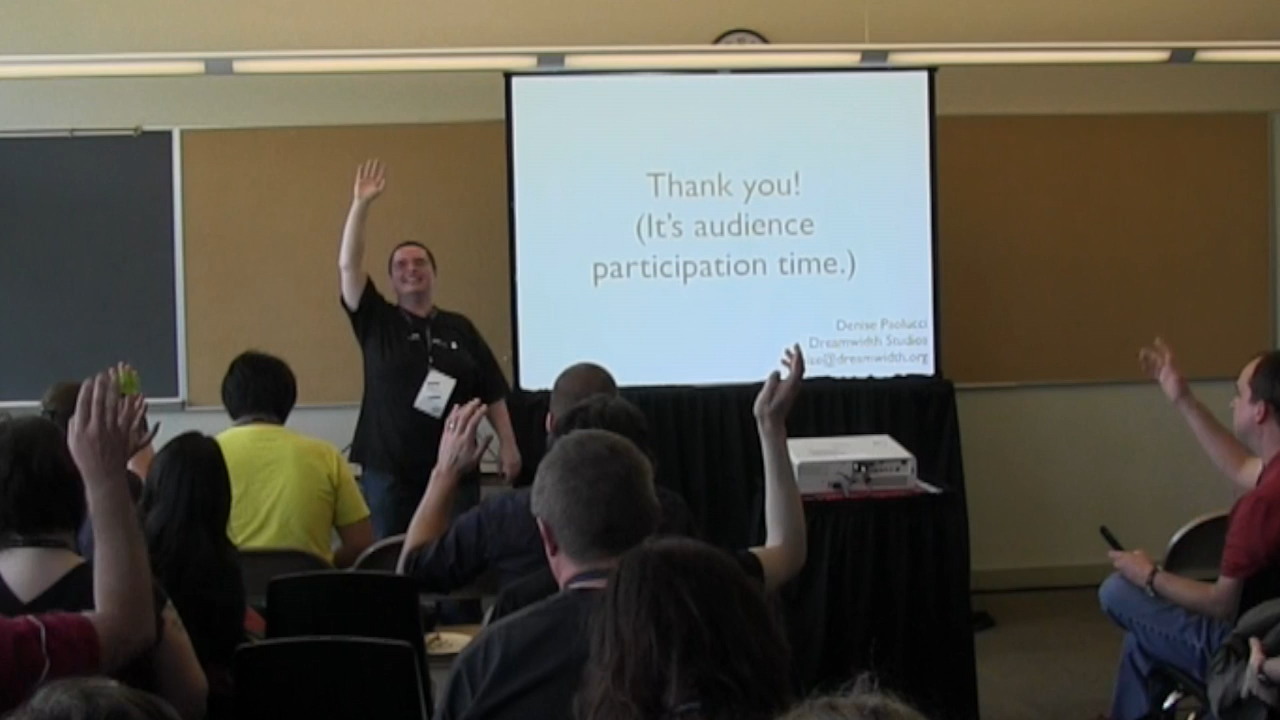 Thank you!
(It's audience
participation time.)
Denise Paolucci
Dreamwidth Studios